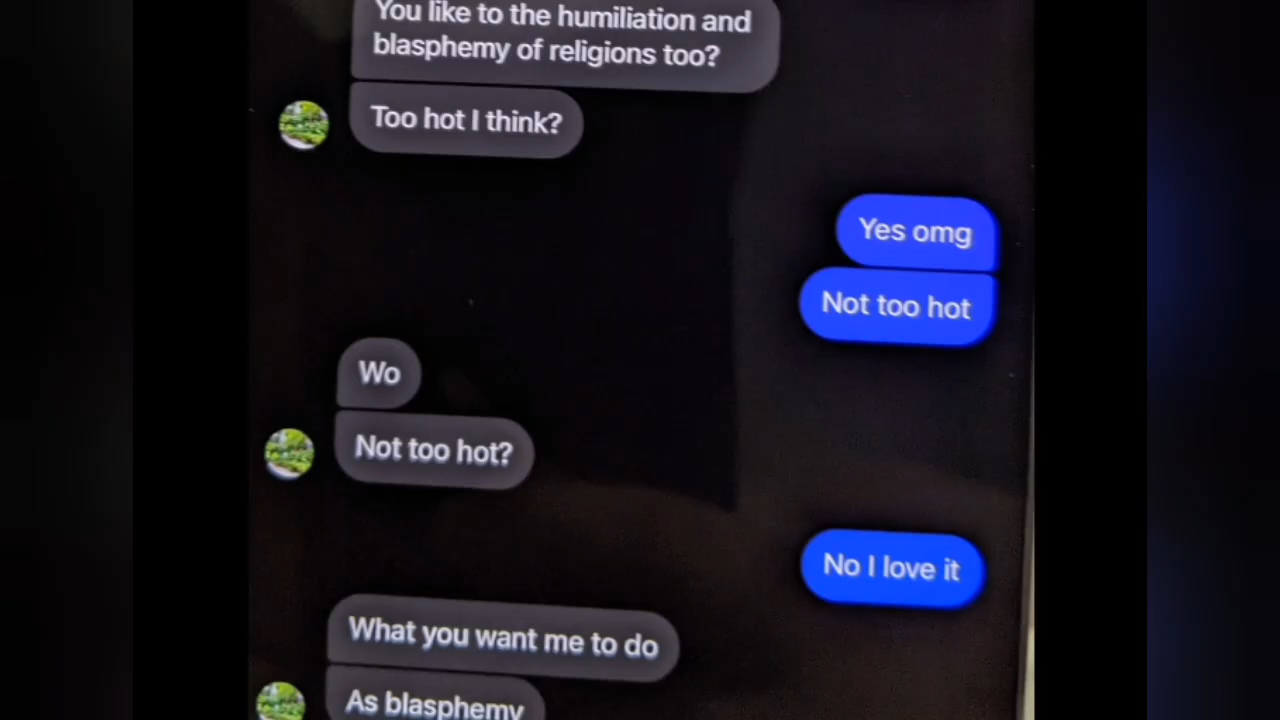 You like to the humiliation and
blasphemy of religions too?
Too hot I think?
Yes omg
Not too hot
Wo
Not too hot?
No I love it
What you want me to do
As blasphemy